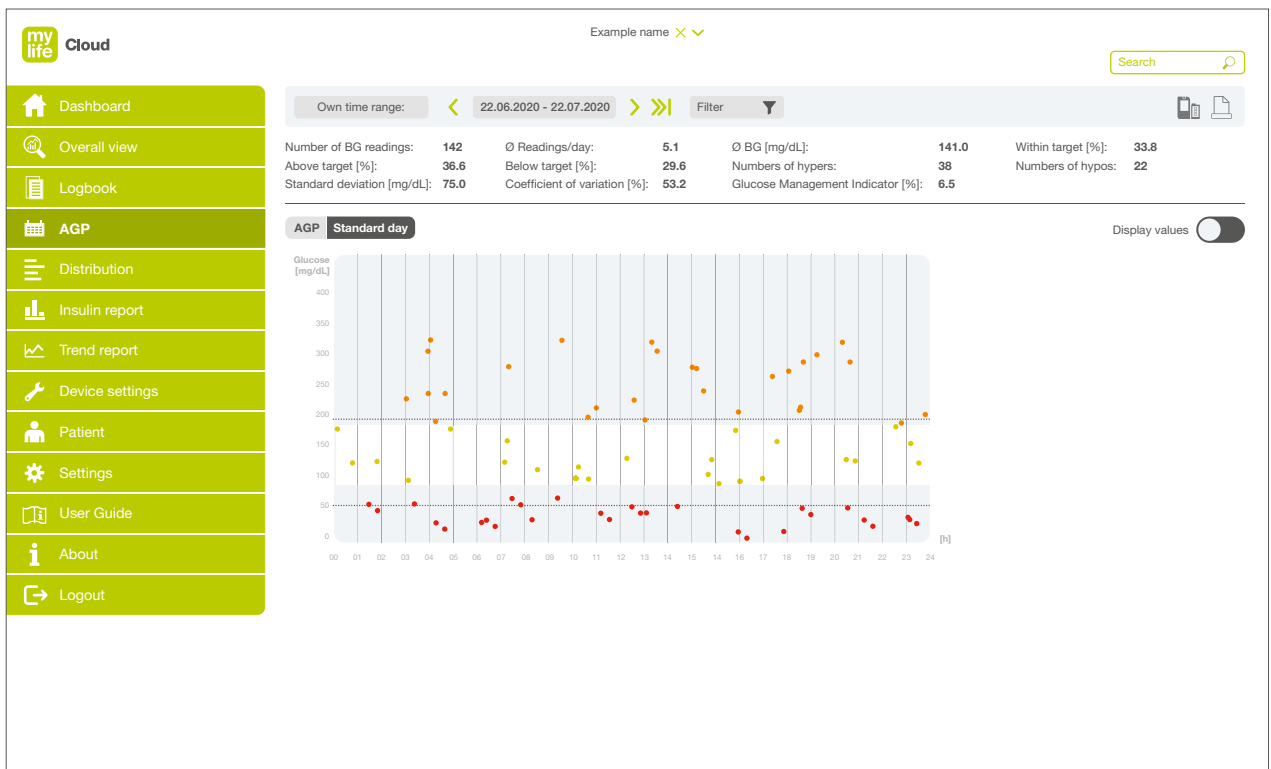 my
life
Cloud
Example name
Search
Dashboard
Overall view
Logbook
AGP
Distribution
Insulin report
Trend report
Device settings
Patient
Settings
User Guide
About
Logout
Own time range: 22.06.2020 - 22.07.2020 Filter
Number of BG readings: 142 Ø Readings/day: 5.1 Ø BG [mg/dL]: 141.0 Within target [%]: 33.8
Above target [%]: 36.6 Below target [%]: 29.6 Numbers of hypers: 38 Numbers of hypos: 22
Standard deviation [mg/dL]: 75.0 Coefficient of variation [%]: 53.2 Glucose Management Indicator [%]: 6.5
AGP Standard day
Display values
Glucose
[mg/dL]
400
350
300
250
200
150
100
50
0
[h]
00 01 02 03 04 05 06 07 08 09 10 11 12 13 14 15 14 16 17 18 19 21 22 23 24